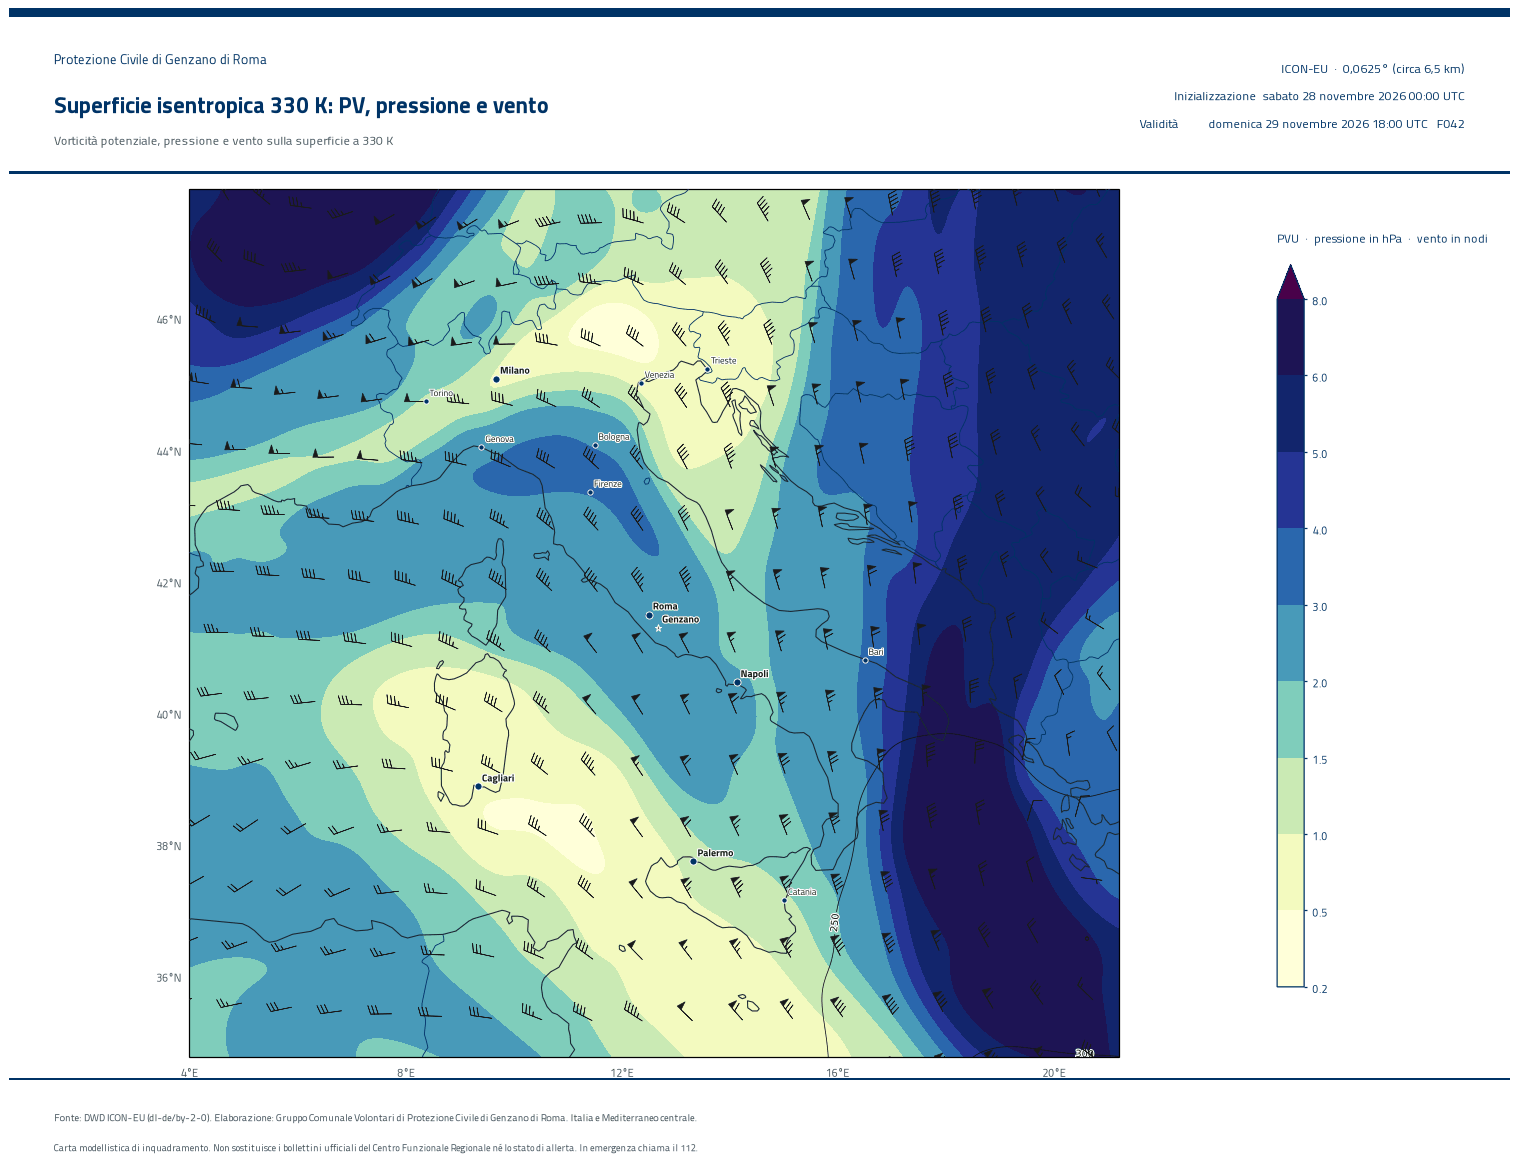 Protezione Civile di Genzano di Roma
Superficie isentropica 330 K: PV, pressione e vento
Vorticità potenziale, pressione e vento sulla superficie a 330 K
ICON-EU · 0,0625° (circa 6,5 km)
Inizializzazione sabato 28 novembre 2026 00:00 UTC
Validità domenica 29 novembre 2026 18:00 UTC F042
PVU · pressione in hPa · vento in nodi
8.0
6.0
5.0
4.0
3.0
2.0
1.5
1.0
0.5
0.2
46°N
44°N
42°N
40°N
38°N
36°N
4°E
8°E
12°E
16°E
20°E
Trieste
Milano
Venezia
Torino
Genova
Bologna
Firenze
Roma
Genzano
Bari
Napoli
Cagliari
Palermo
Catania
250
300
Fonte: DWD ICON-EU (dl-de/by-2-0). Elaborazione: Gruppo Comunale Volontari di Protezione Civile di Genzano di Roma. Italia e Mediterraneo centrale.
Carta modellistica di inquadramento. Non sostituisce i bollettini ufficiali del Centro Funzionale Regionale né lo stato di allerta. In emergenza chiama il 112.